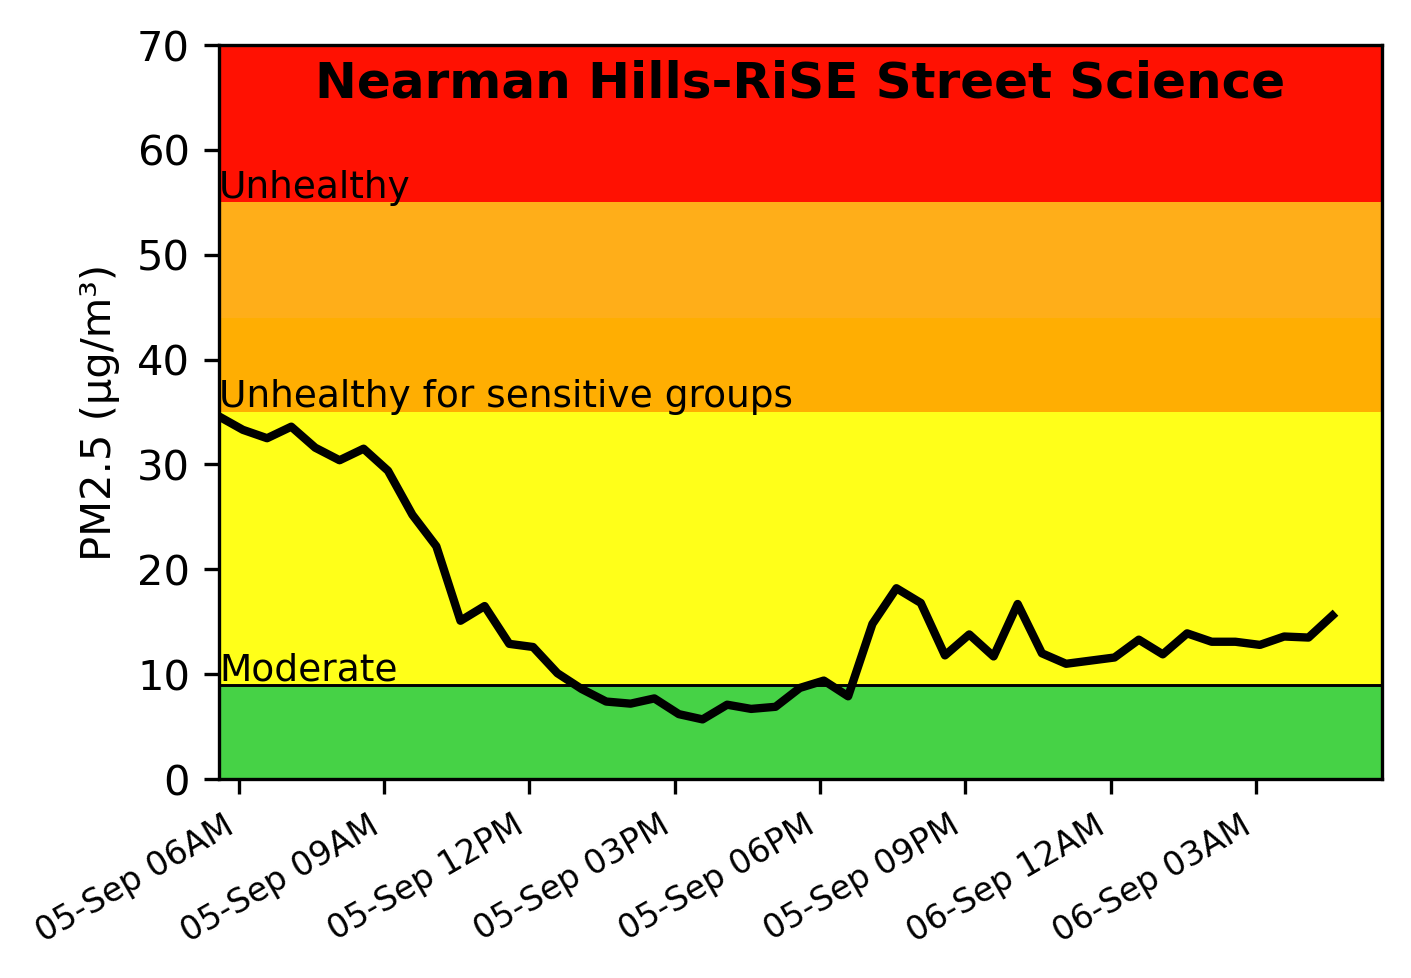 Nearman Hills-RiSE Street Science
70
60
50
40
30
20
10
0
PM2.5 (µg/m³)
Unhealthy
Unhealthy for sensitive groups
Moderate
05-Sep 06AM
05-Sep 09AM
05-Sep 12PM
05-Sep 03PM
05-Sep 06PM
05-Sep 09PM
06-Sep 12AM
06-Sep 03AM